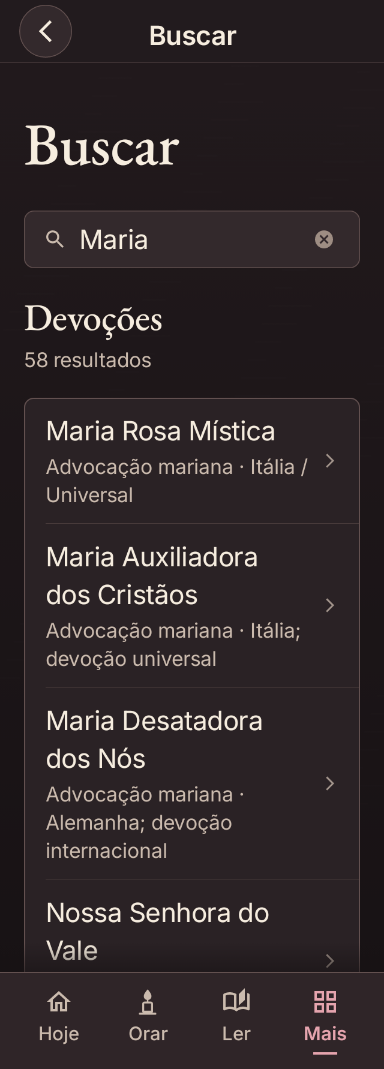 Buscar
Buscar
Maria
Devoções
58 resultados
Maria Rosa Mística
Advocação mariana · Itália /
Universal
Maria Auxiliadora
dos Cristãos
Advocação mariana · Itália;
devoção universal
Maria Desatadora
dos Nós
Advocação mariana ·
Alemanha; devoção
internacional
Nossa Senhora do
Vale
Hoje
Orar
Ler
Mais